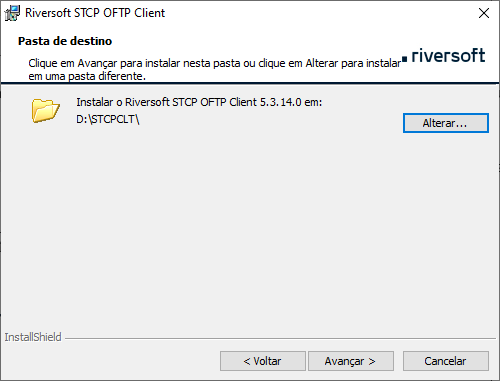 Riversoft STCP OFTP Client
Pasta de destino
Clique em Avançar para instalar nesta pasta ou clique em Alterar para instalar
em uma pasta diferente.
riversoft
Instalar o Riversoft STCP OFTP Client 5.3.14.0 em:
D:\STCPCLT\
Alterar...
InstallShield
< Voltar
Avançar >
Cancelar